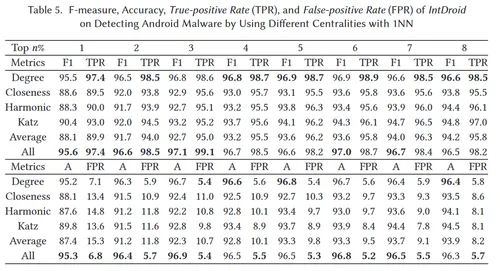 Table 5. F-measure, Accuracy, True-positive Rate (TPR), and False-positive Rate (FPR) of IntDroid
on Detecting Android Malware by Using Different Centralities with 1NN
Top n% 1 2 3 4 5 6 7 8
Metrics F1 TPR F1 TPR F1 TPR F1 TPR F1 TPR F1 TPR F1 TPR F1 TPR
Degree 95.5 97.4 96.5 98.5 96.8 98.6 96.8 98.7 96.9 98.7 96.9 98.9 96.6 98.5 96.6 98.5
Closeness 88.6 89.5 92.0 93.8 92.9 95.6 93.0 95.7 93.1 95.5 93.6 95.8 93.6 95.6 93.8 95.5
Harmonic 88.3 90.0 91.7 93.9 92.7 95.1 93.2 95.5 93.8 96.3 93.4 95.6 93.9 96.0 94.4 96.1
Katz 90.4 93.0 92.0 94.5 93.2 95.2 93.7 95.6 94.1 96.2 94.3 96.1 94.7 96.5 94.8 97.0
Average 88.1 89.9 91.7 94.0 92.7 95.0 93.2 95.5 93.6 96.2 93.6 95.8 94.0 96.3 94.2 95.8
All 95.6 97.4 96.6 98.5 97.1 99.1 96.7 98.5 96.6 98.2 97.0 98.7 96.7 98.4 96.5 98.2
Metrics A FPR A FPR A FPR A FPR A FPR A FPR A FPR A FPR
Degree 95.2 7.1 96.3 5.9 96.7 5.4 96.6 5.6 96.8 5.4 96.7 5.6 96.4 5.9 96.4 5.8
Closeness 88.1 13.4 91.5 10.9 92.4 11.0 92.5 10.9 92.7 10.3 93.2 9.7 93.3 9.3 93.5 8.6
Harmonic 87.6 14.8 91.2 11.8 92.2 10.8 92.8 10.1 93.4 9.7 93.0 9.7 93.6 9.0 94.1 8.1
Katz 89.8 13.6 91.5 11.6 92.8 9.8 93.4 8.9 93.7 8.9 93.9 8.4 94.4 7.8 94.5 8.1
Average 87.4 15.3 91.2 11.8 92.3 10.7 92.8 10.1 93.3 9.8 93.3 9.5 93.7 9.1 93.9 8.2
All 95.3 6.8 96.4 5.7 96.9 5.4 96.5 5.5 96.5 5.3 96.8 5.2 96.5 5.5 96.3 5.7